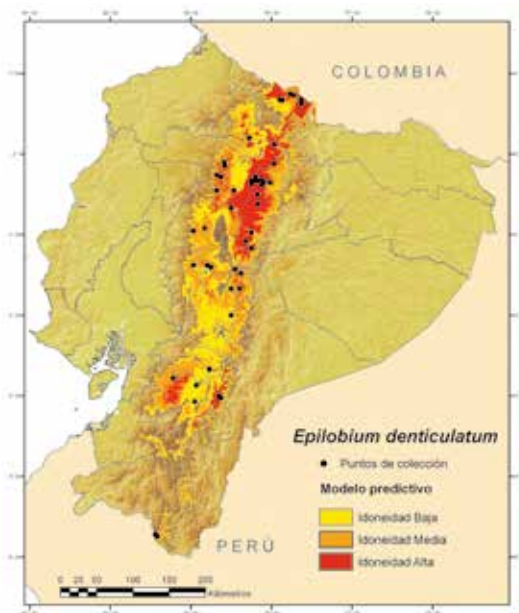 COLOMBIA
Epilobium denticulatum
Puntos de colección
Modelo predictivo
Idoneidad Baja
Idoneidad Media
Idoneidad Alta
PERÚ
0 25 50 100 150 200
Kilómetros